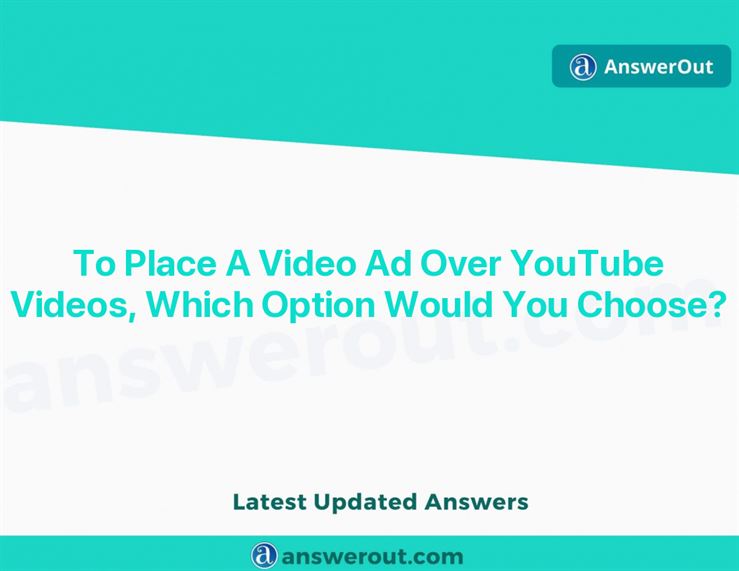 a AnswerOut
To Place A Video Ad Over YouTube
Videos, Which Option Would You Choose?
answerout.com
Latest Updated Answers
a answerout.com